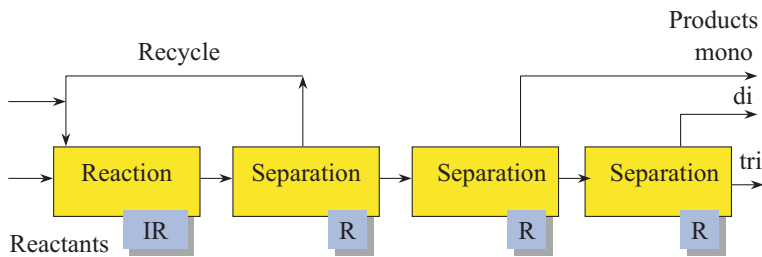 Products
Recycle
mono
di
Reaction
Separation
Separation
Separation
tri
Reactants
IR
R
R
R